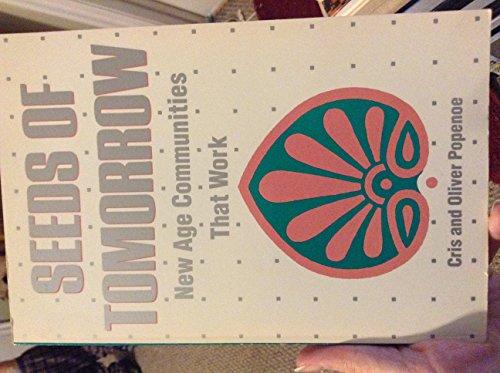 SEEDS OF
TOMORROW
New Age Communities
That Work
Cris and Oliver Popenoe